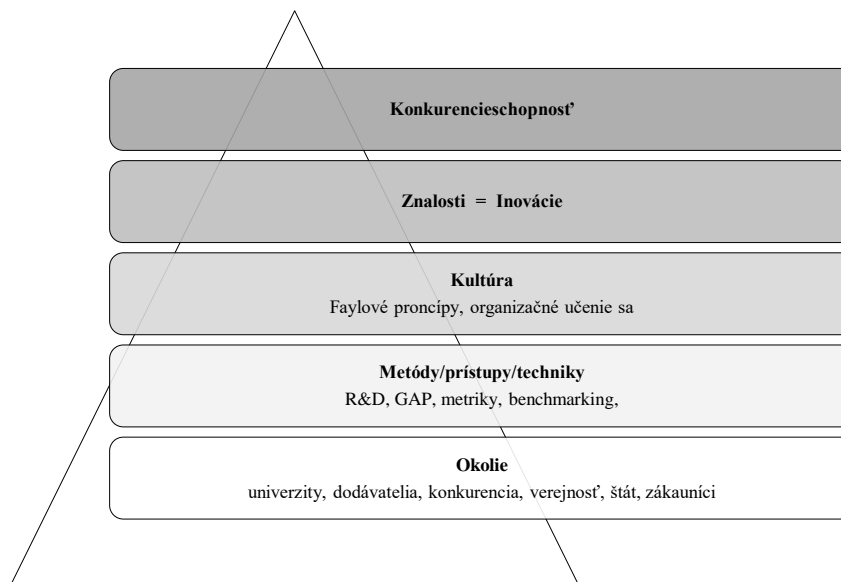 Konkurencieschopnosť
Znalosti = Inovácie
Kultúra
Faylové proncípy, organizačné učenie sa
Metódy/prístupy/techniky
R&D, GAP, metriky, benchmarking,
Okolie
univerzity, dodávatelia, konkurencia, verejnosť, štát, zákauníci